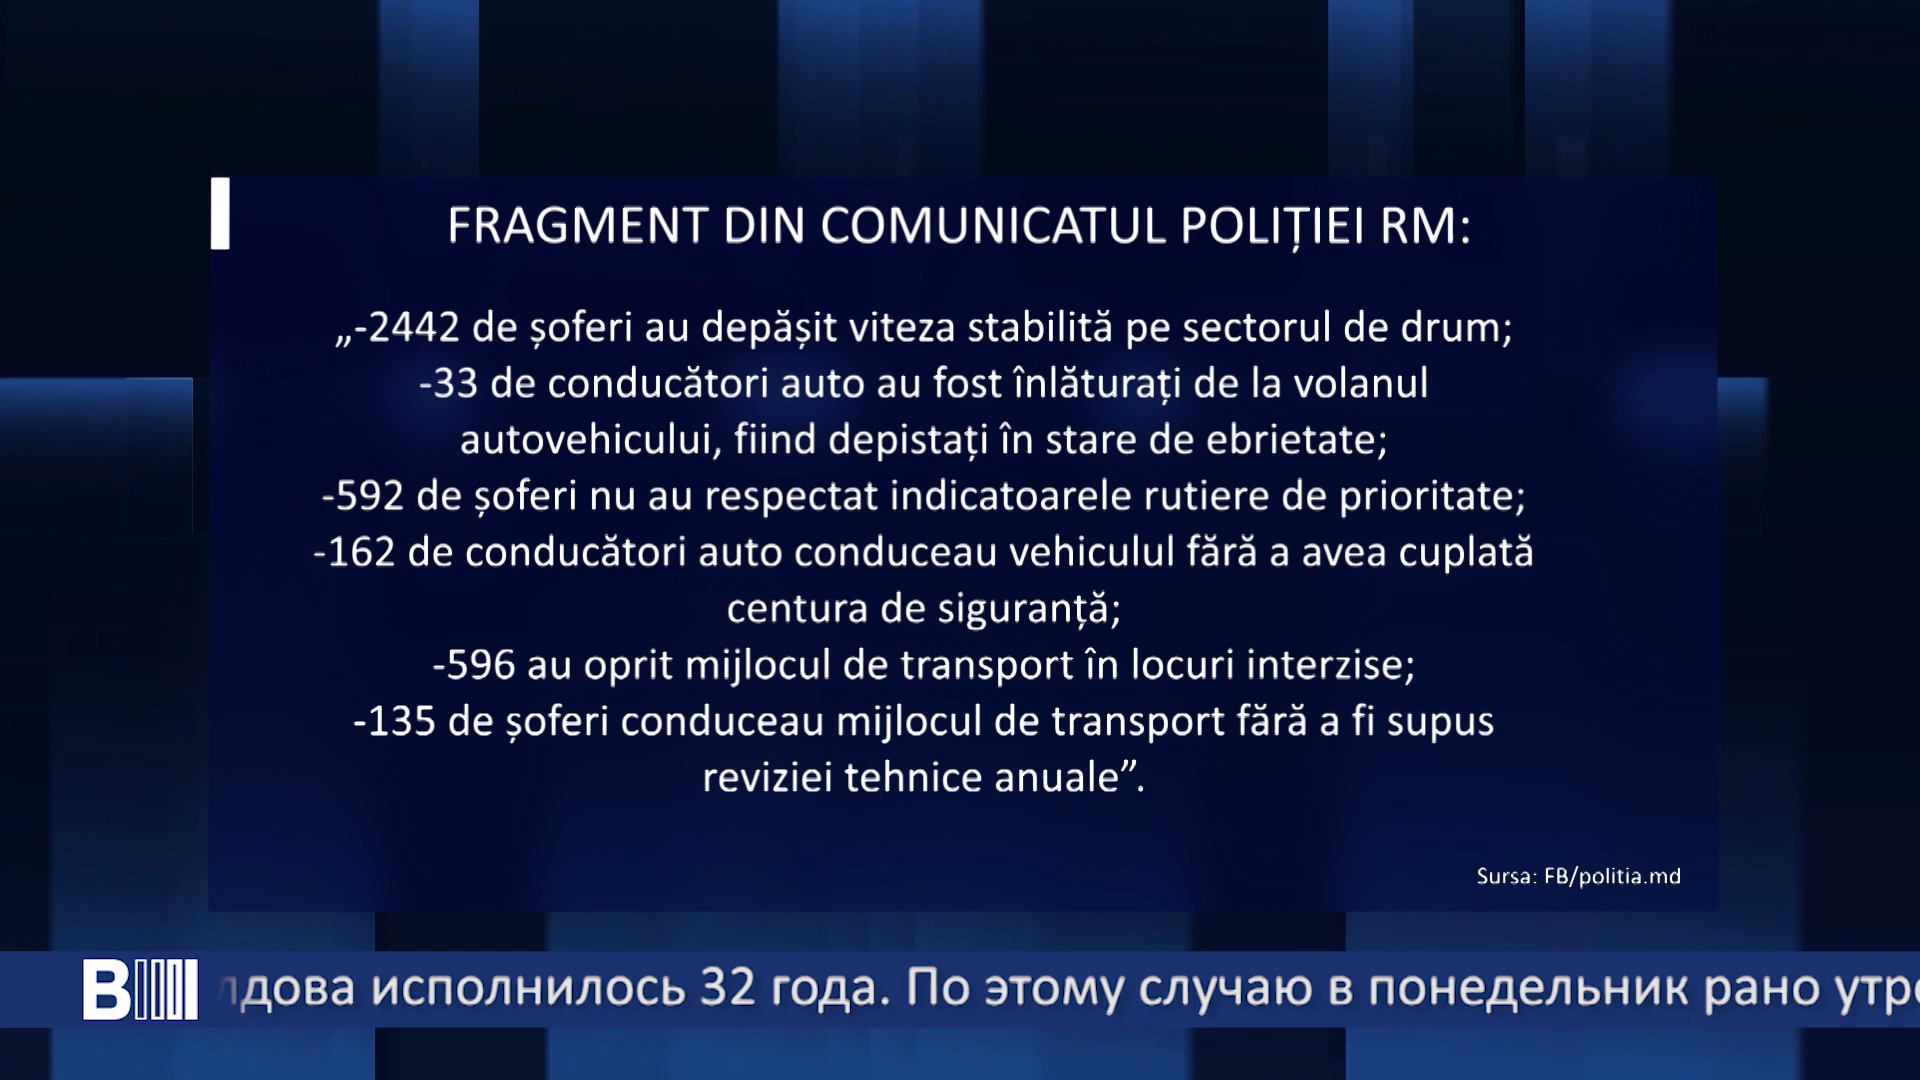 FRAGMENT DIN COMUNICATUL POLIȚIEI RM:
„-2442 de șoferi au depășit viteza stabilită pe sectorul de drum;
-33 de conducători auto au fost înlăturați de la volanul
autovehicului, fiind depistați în stare de ebrietate;
-592 de șoferi nu au respectat indicatoarele rutiere de prioritate;
-162 de conducători auto conduceau vehiculul fără a avea cuplată
centura de siguranță;
-596 au oprit mijlocul de transport în locuri interzise;
-135 de șoferi conduceau mijlocul de transport fără a fi supus
reviziei tehnice anuale”.
Sursa: FB/politia.md
B лдова исполнилось 32 года. По этому случаю в понедельник рано утр